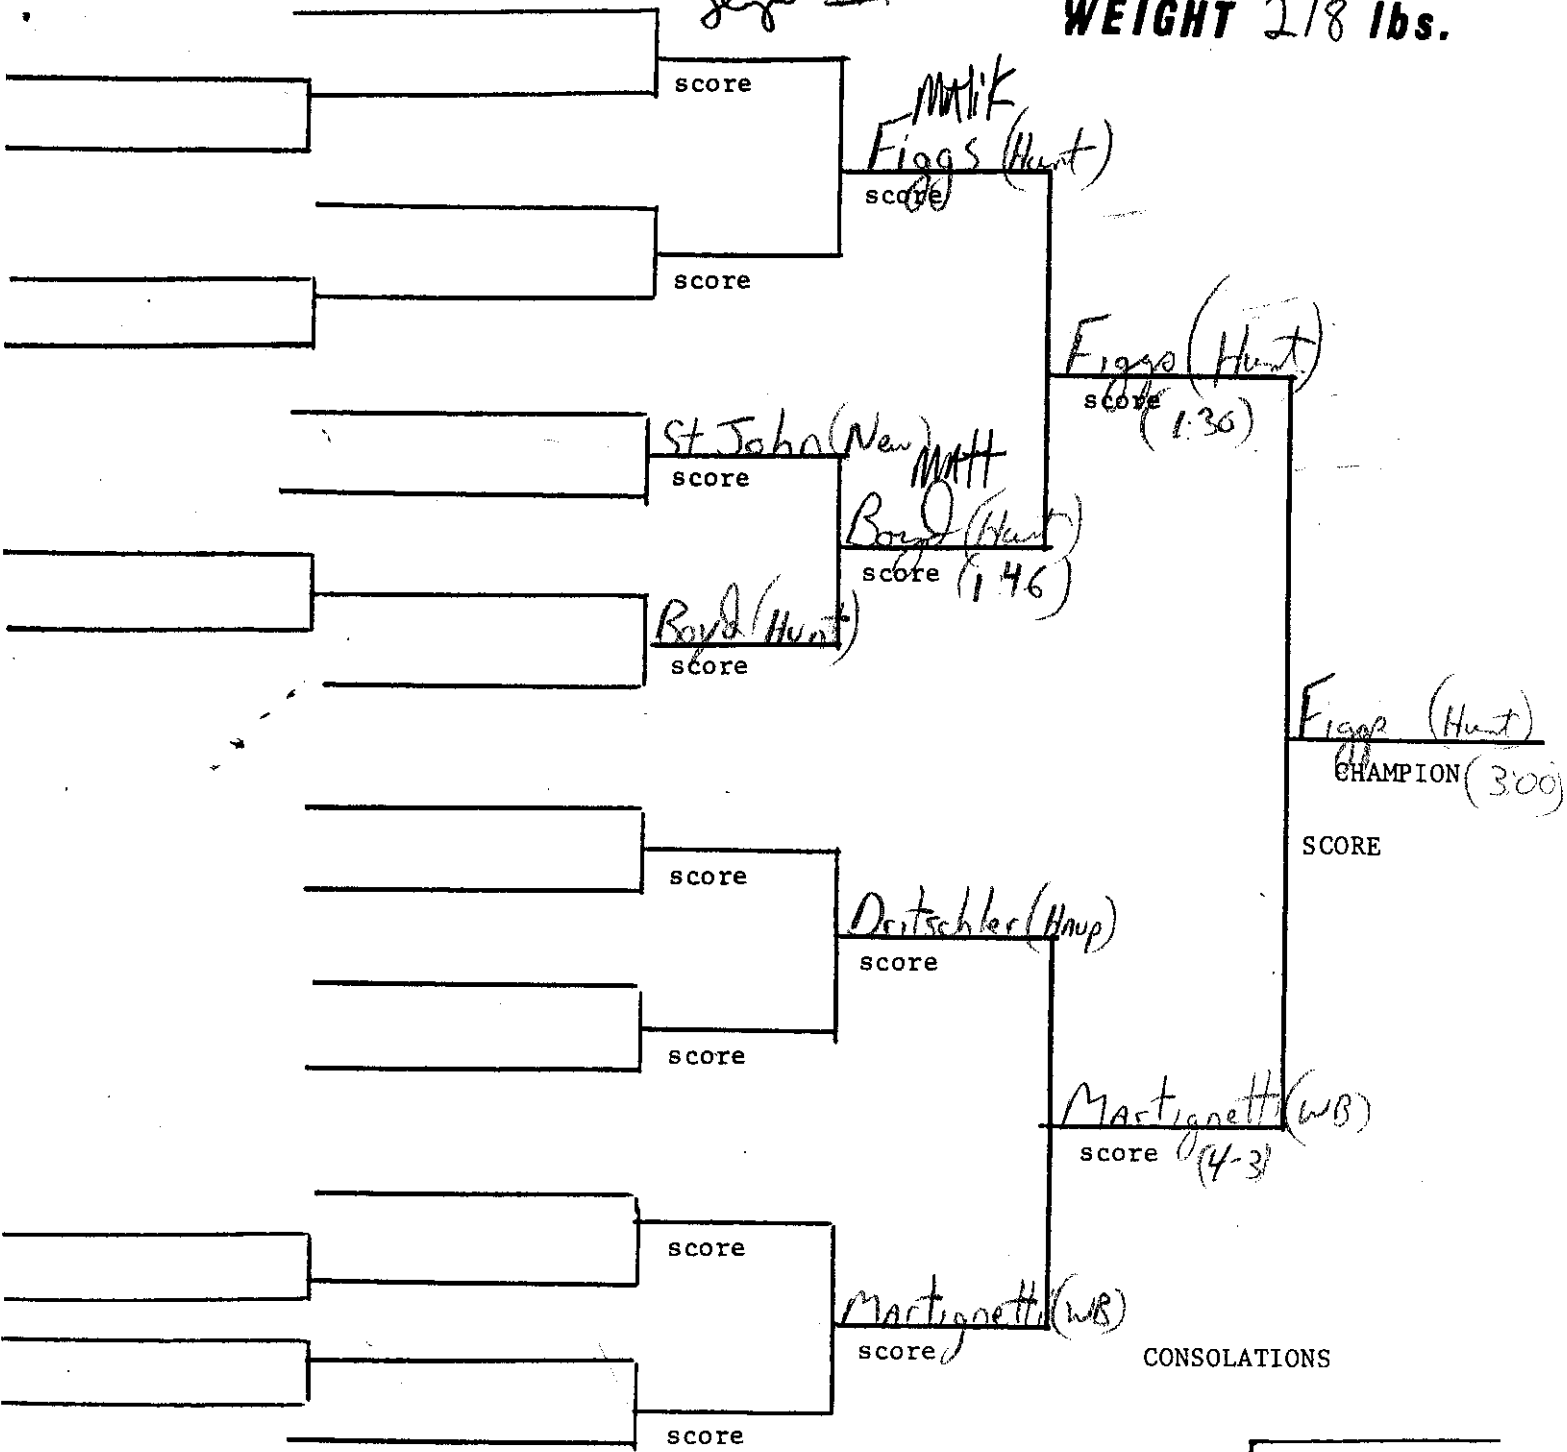 WEIGHT 218 lbs.
score
Malik
Figgs (Hunt)
score
score
Figgs (Hunt)
score
(1:36)
St. John (New)
score
Matt
Boyd (Hunt)
score (1:46)
Boyd (Hunt)
score
Figgs (Hunt)
CHAMPION (3:00)
SCORE
score
Dritschler (Haup)
score
score
Martignetti (WB)
score (4-3)
score
Martignetti (WB)
score
CONSOLATIONS
score